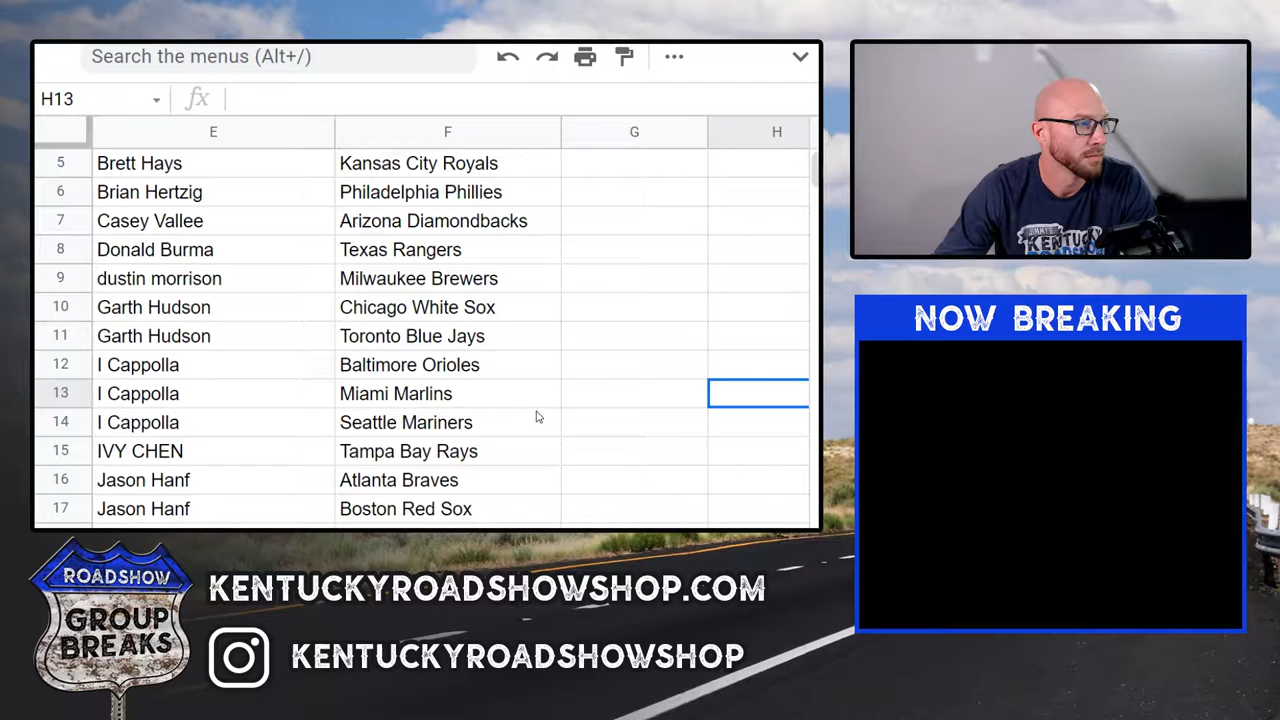 Search the menus (Alt+/)
H13 fx
E F G H
5 Brett Hays Kansas City Royals
6 Brian Hertzig Philadelphia Phillies
7 Casey Vallee Arizona Diamondbacks
8 Donald Burma Texas Rangers
9 dustin morrison Milwaukee Brewers
10 Garth Hudson Chicago White Sox
11 Garth Hudson Toronto Blue Jays
12 I Cappolla Baltimore Orioles
13 I Cappolla Miami Marlins
14 I Cappolla Seattle Mariners
15 IVY CHEN Tampa Bay Rays
16 Jason Hanf Atlanta Braves
17 Jason Hanf Boston Red Sox
JIMMY'S
KENTUCKY
ROADSHOW
NOW BREAKING
ROADSHOW
GROUP
BREAKS
KENTUCKYROADSHOWSHOP.COM
KENTUCKYROADSHOWSHOP